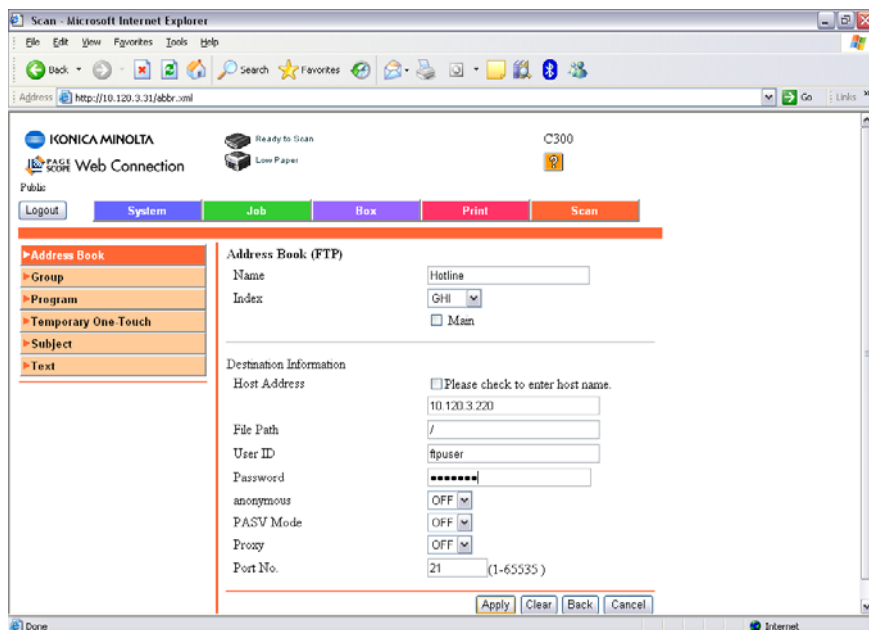 Scan - Microsoft Internet Explorer
File Edit View Favorites Tools Help
Back Search Favorites
Address http://10.120.3.31/abbr.xml Go Links »
KONICA MINOLTA Ready to Scan C300
PAGE SCOPE Web Connection Low Paper ?
Public
Logout System Job Box Print Scan
Address Book Address Book (FTP)
Group Name Hotline
Program Index GHI
Temporary One-Touch Main
Subject
Text Destination Information
Host Address Please check to enter host name.
10.120.3.220
File Path /
User ID ftpuser
Password •••••••
anonymous OFF
PASV Mode OFF
Proxy OFF
Port No. 21 (1-65535 )
Apply Clear Back Cancel
Done Internet